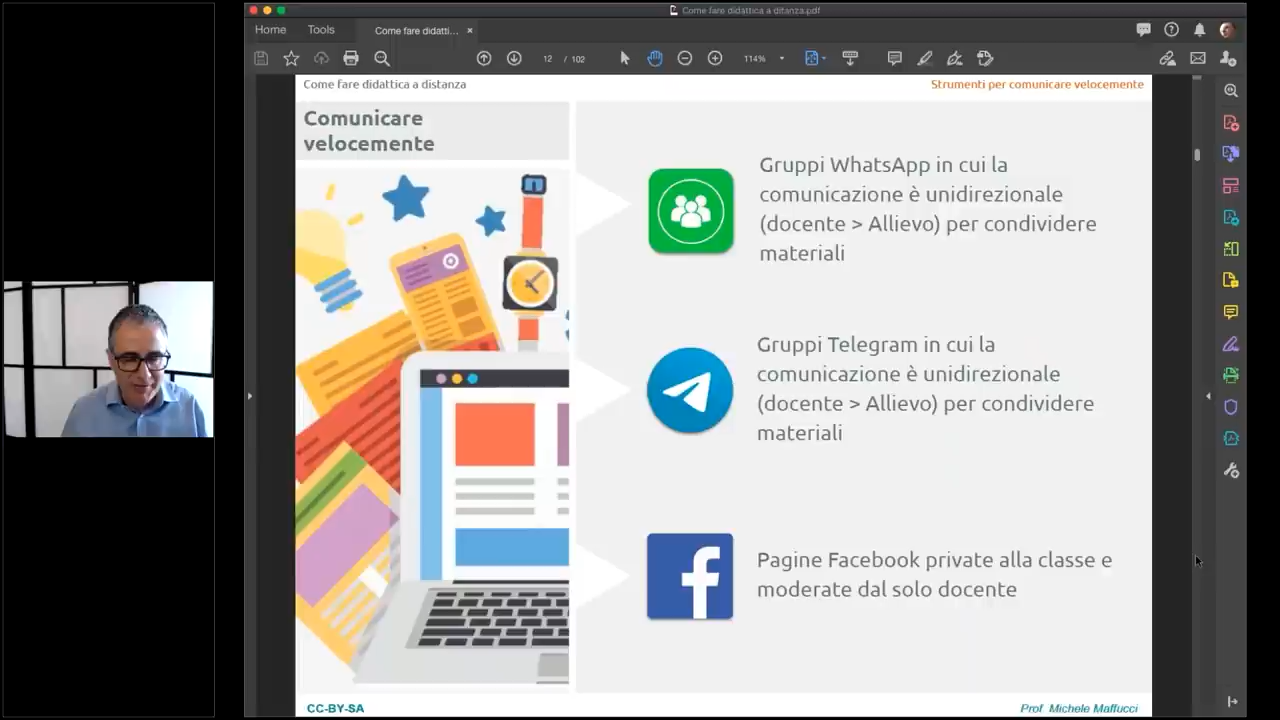 Come fare didattica a ditanza.pdf
Home Tools Come fare didatti... ×
12 / 102 114%
Come fare didattica a distanza Strumenti per comunicare velocemente
Comunicare
velocemente
Gruppi WhatsApp in cui la
comunicazione è unidirezionale
(docente > Allievo) per condividere
materiali
Gruppi Telegram in cui la
comunicazione è unidirezionale
(docente > Allievo) per condividere
materiali
Pagine Facebook private alla classe e
moderate dal solo docente
CC-BY-SA Prof Michele Maffucci